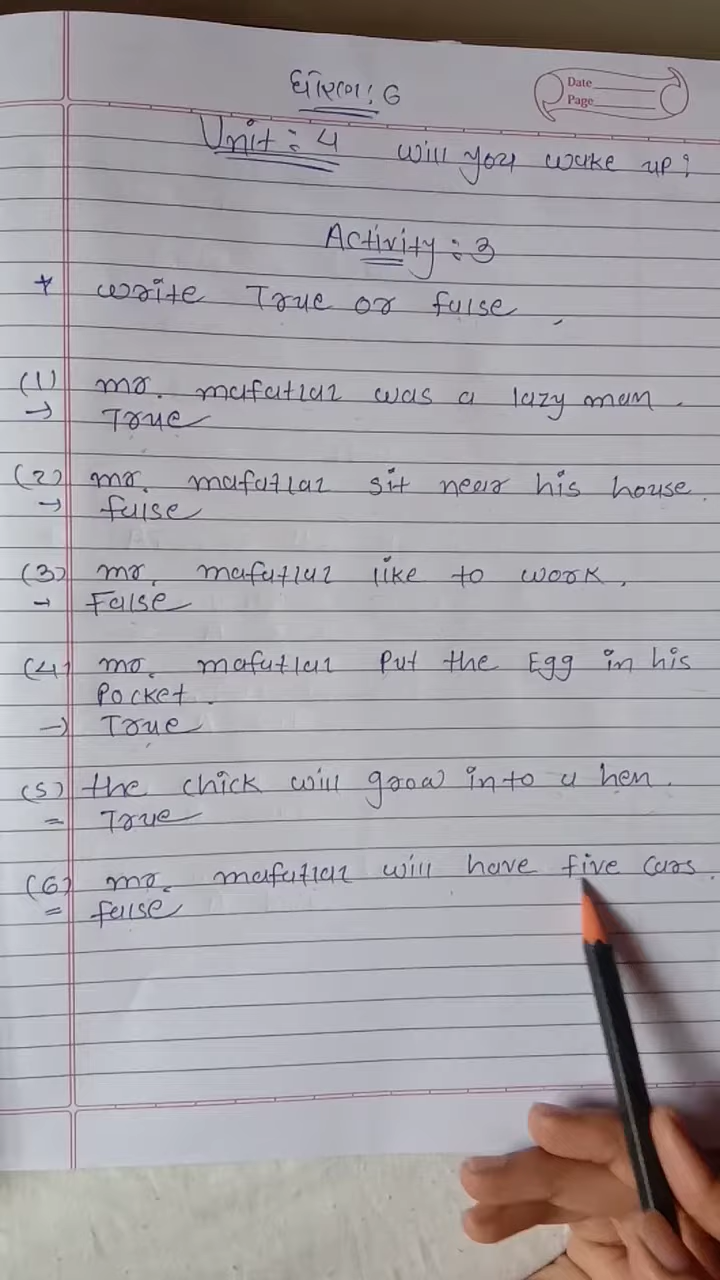 ધોરણ: 6
Date
Page
Unit: 4 will you wake up?
Activity: 3
* write True or false,
(1) mr. mafatlal was a lazy man.
→ True
(2) mr. mafatlal sit near his house.
→ false
(3) mr. mafatlal like to work.
→ False
(4) mr. mafatlal Put the Egg in his
Pocket.
→ True
(5) the chick will grow into a hen.
= True
(6) mr. mafatlal will have five cars.
= false